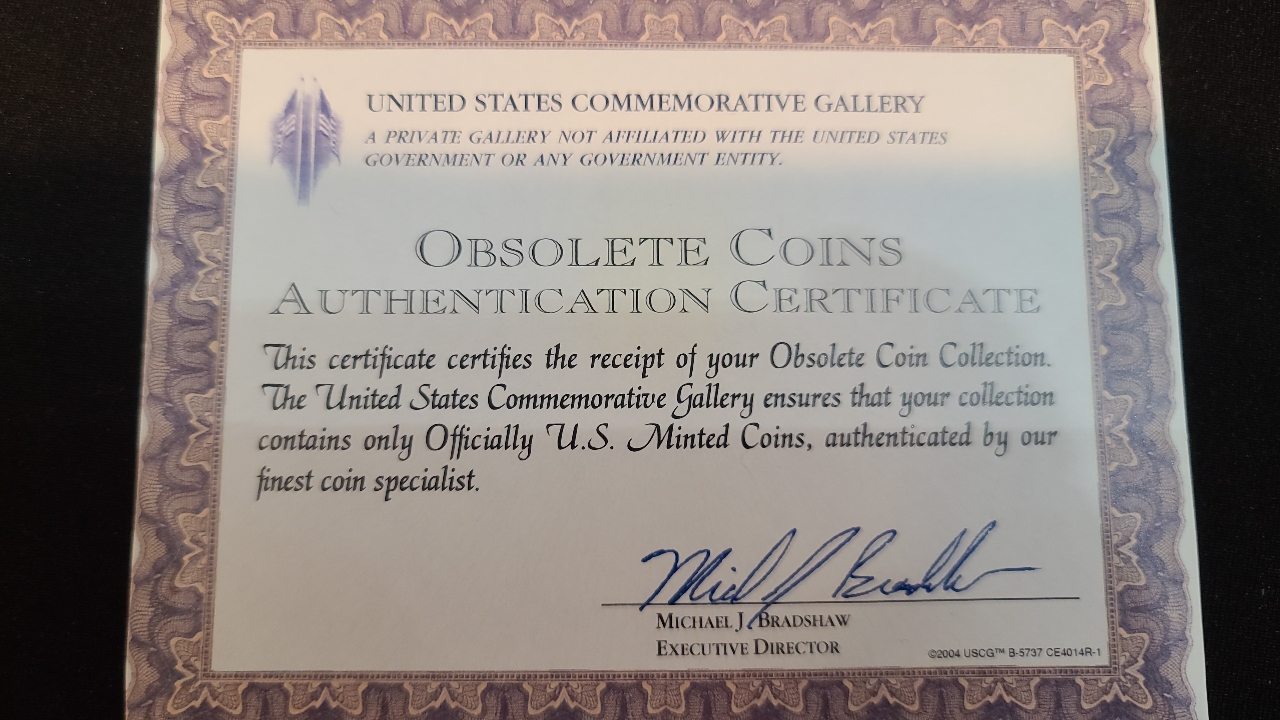 UNITED STATES COMMEMORATIVE GALLERY
A PRIVATE GALLERY NOT AFFILIATED WITH THE UNITED STATES
GOVERNMENT OR ANY GOVERNMENT ENTITY.
OBSOLETE COINS
AUTHENTICATION CERTIFICATE
This certificate certifies the receipt of your Obsolete Coin Collection.
The United States Commemorative Gallery ensures that your collection
contains only Officially U.S. Minted Coins, authenticated by our
finest coin specialist.
MICHAEL J. BRADSHAW
EXECUTIVE DIRECTOR
©2004 USCG™ B-5737 CE4014R-1